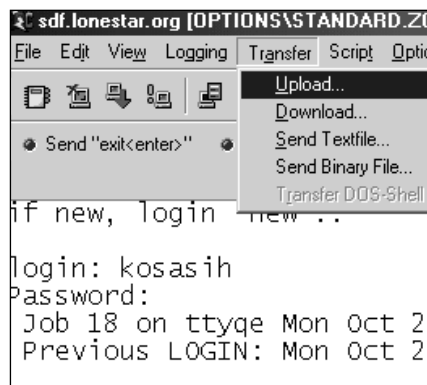 sdf.lonestar.org [OPTIONS\STANDARD.ZO
File Edit View Logging Transfer Script Optio
Upload...
Download...
Send Textfile...
Send Binary File...
Transfer DOS-Shell
Send "exit<enter>"
if new, login 'new' ..
login: kosasih
Password:
Job 18 on ttyqe Mon Oct 2
Previous LOGIN: Mon Oct 2